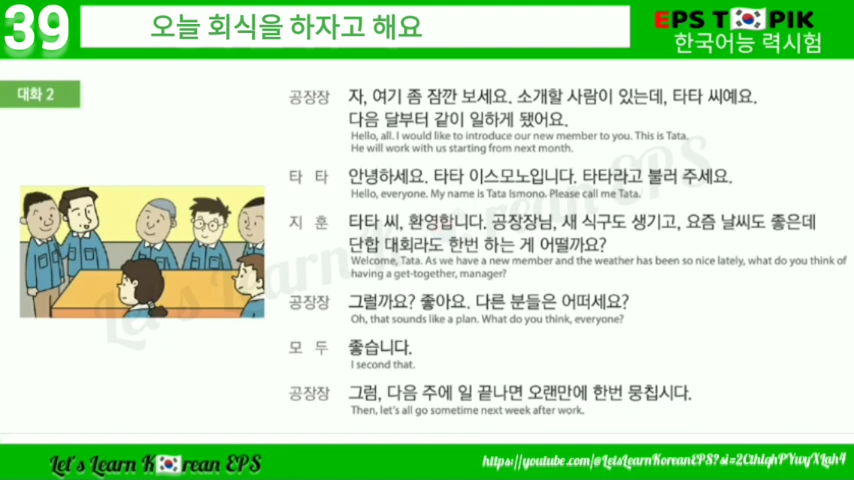 39
오늘 회식을 하자고 해요
EPS T🇰🇷PIK
한국어능 력시험
대화 2
공장장 자, 여기 좀 잠깐 보세요. 소개할 사람이 있는데, 타타 씨예요.
다음 달부터 같이 일하게 됐어요.
Hello, all. I would like to introduce our new member to you. This is Tata.
He will work with us starting from next month.
타 타 안녕하세요. 타타 이스모노입니다. 타타라고 불러 주세요.
Hello, everyone. My name is Tata Ismono. Please call me Tata.
지 훈 타타 씨, 환영합니다. 공장장님, 새 식구도 생기고, 요즘 날씨도 좋은데
단합 대회라도 한번 하는 게 어떨까요?
Welcome, Tata. As we have a new member and the weather has been so nice lately, what do you think of
having a get-together, manager?
공장장 그럴까요? 좋아요. 다른 분들은 어떠세요?
Oh, that sounds like a plan. What do you think, everyone?
모 두 좋습니다.
I second that.
공장장 그럼, 다음 주에 일 끝나면 오랜만에 한번 뭉칩시다.
Then, let's all go sometime next week after work.
Let's Learn Korean EPS
Let's Learn K🇰🇷rean EPS
https://youtube.com/@LetsLearnKoreanEPS?si=2CthlqhPYwyXLah4